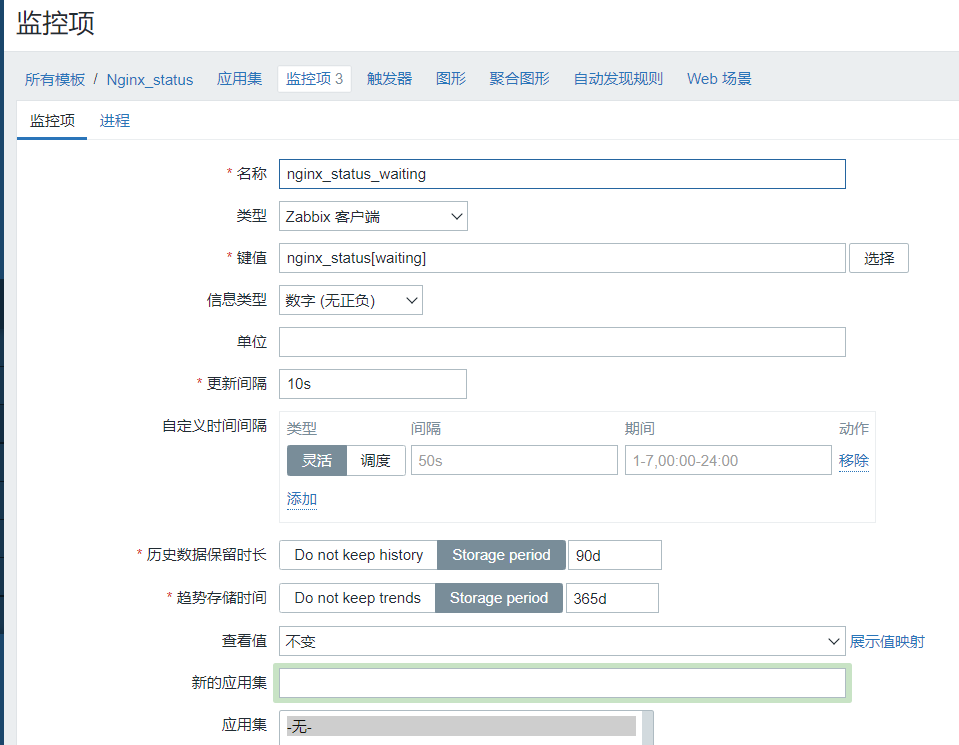 监控项
所有模板 / Nginx_status 应用集 监控项 3 触发器 图形 聚合图形 自动发现规则 Web 场景
监控项 进程
* 名称 nginx_status_waiting
类型 Zabbix 客户端
* 键值 nginx_status[waiting] 选择
信息类型 数字 (无正负)
单位
* 更新间隔 10s
自定义时间间隔 类型 间隔 期间 动作
灵活 调度 50s 1-7,00:00-24:00 移除
添加
* 历史数据保留时长 Do not keep history Storage period 90d
* 趋势存储时间 Do not keep trends Storage period 365d
查看值 不变 展示值映射
新的应用集
应用集 -无-